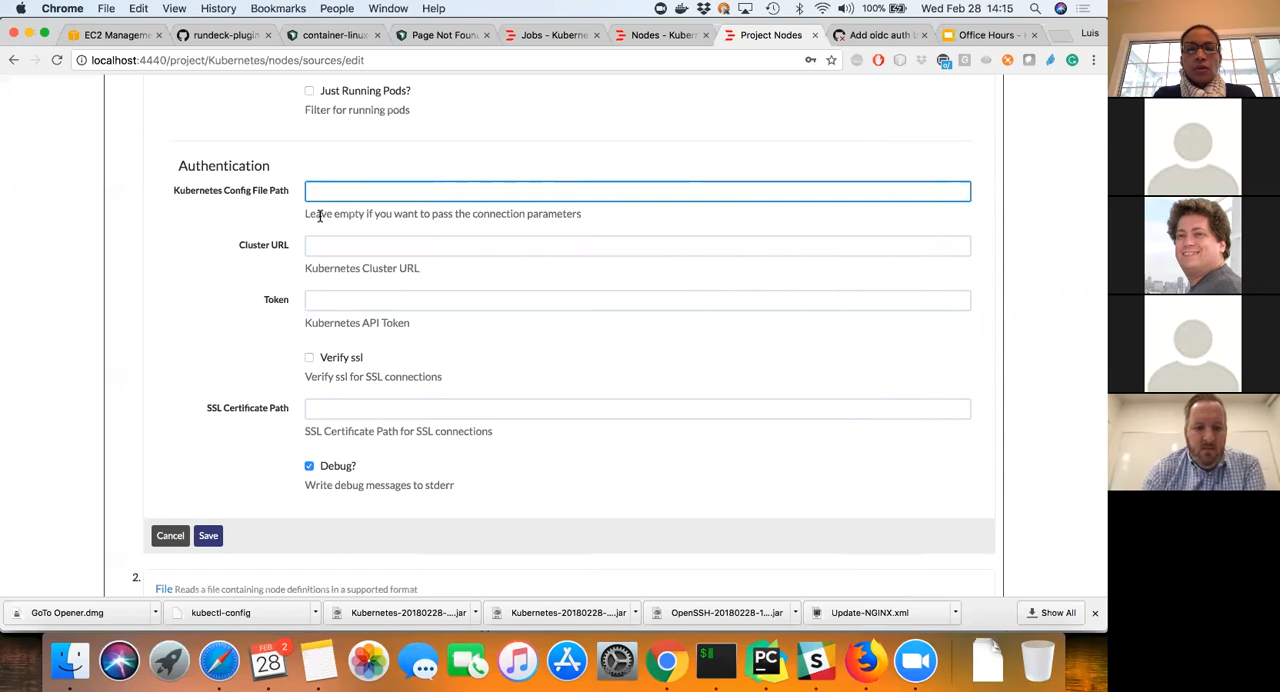 Chrome File Edit View History Bookmarks People Window Help 100% Wed Feb 28 14:15
EC2 Manageme rundeck-plugin container-linux- Page Not Foun Jobs - Kuberne Nodes - Kubern Project Nodes Add oidc auth b Office Hours - Luis
localhost:4440/project/Kubernetes/nodes/sources/edit
Just Running Pods?
Filter for running pods
Authentication
Kubernetes Config File Path
Leave empty if you want to pass the connection parameters
Cluster URL
Kubernetes Cluster URL
Token
Kubernetes API Token
Verify ssl
Verify ssl for SSL connections
SSL Certificate Path
SSL Certificate Path for SSL connections
Debug?
Write debug messages to stderr
Cancel Save
2.
File Reads a file containing node definitions in a supported format
GoTo Opener.dmg kubectl-config Kubernetes-20180228-....jar Kubernetes-20180228-....jar OpenSSH-20180228-1....jar Update-NGINX.xml Show All
FEB 28 2 $ PC S